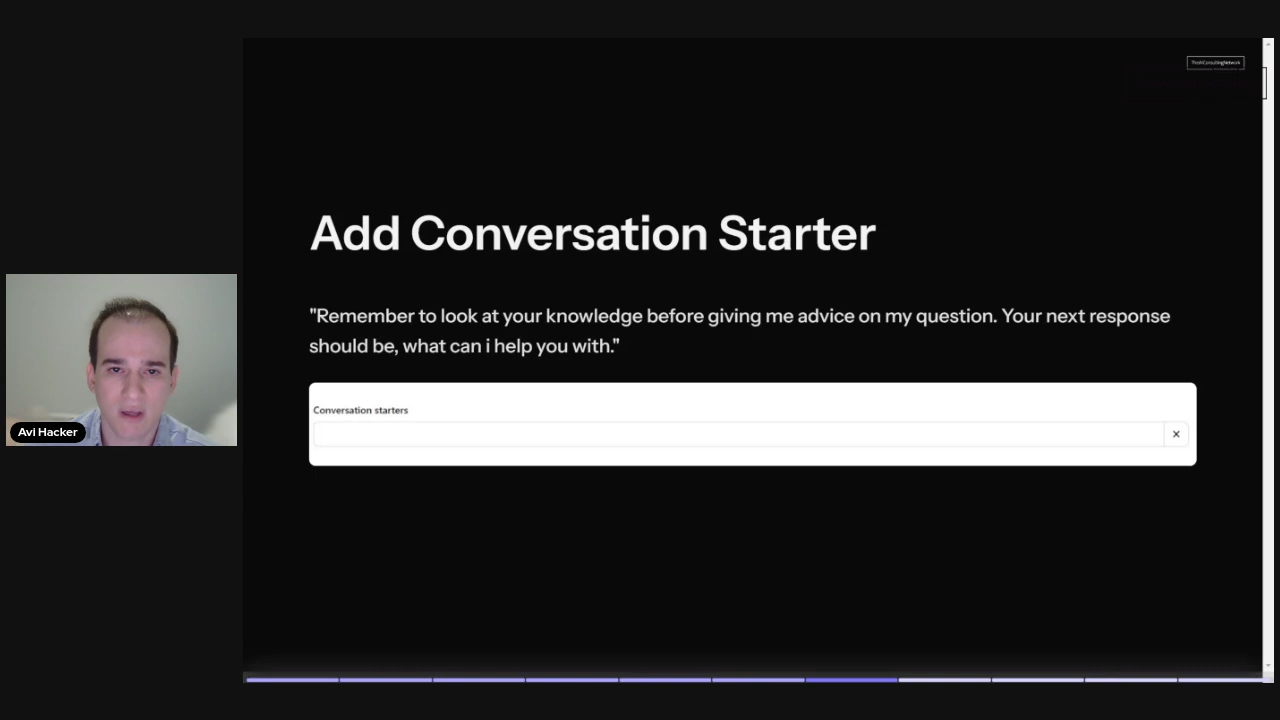 ThinkConsultingNetwork
Add Conversation Starter
"Remember to look at your knowledge before giving me advice on my question. Your next response
should be, what can i help you with."
Conversation starters
Avi Hacker